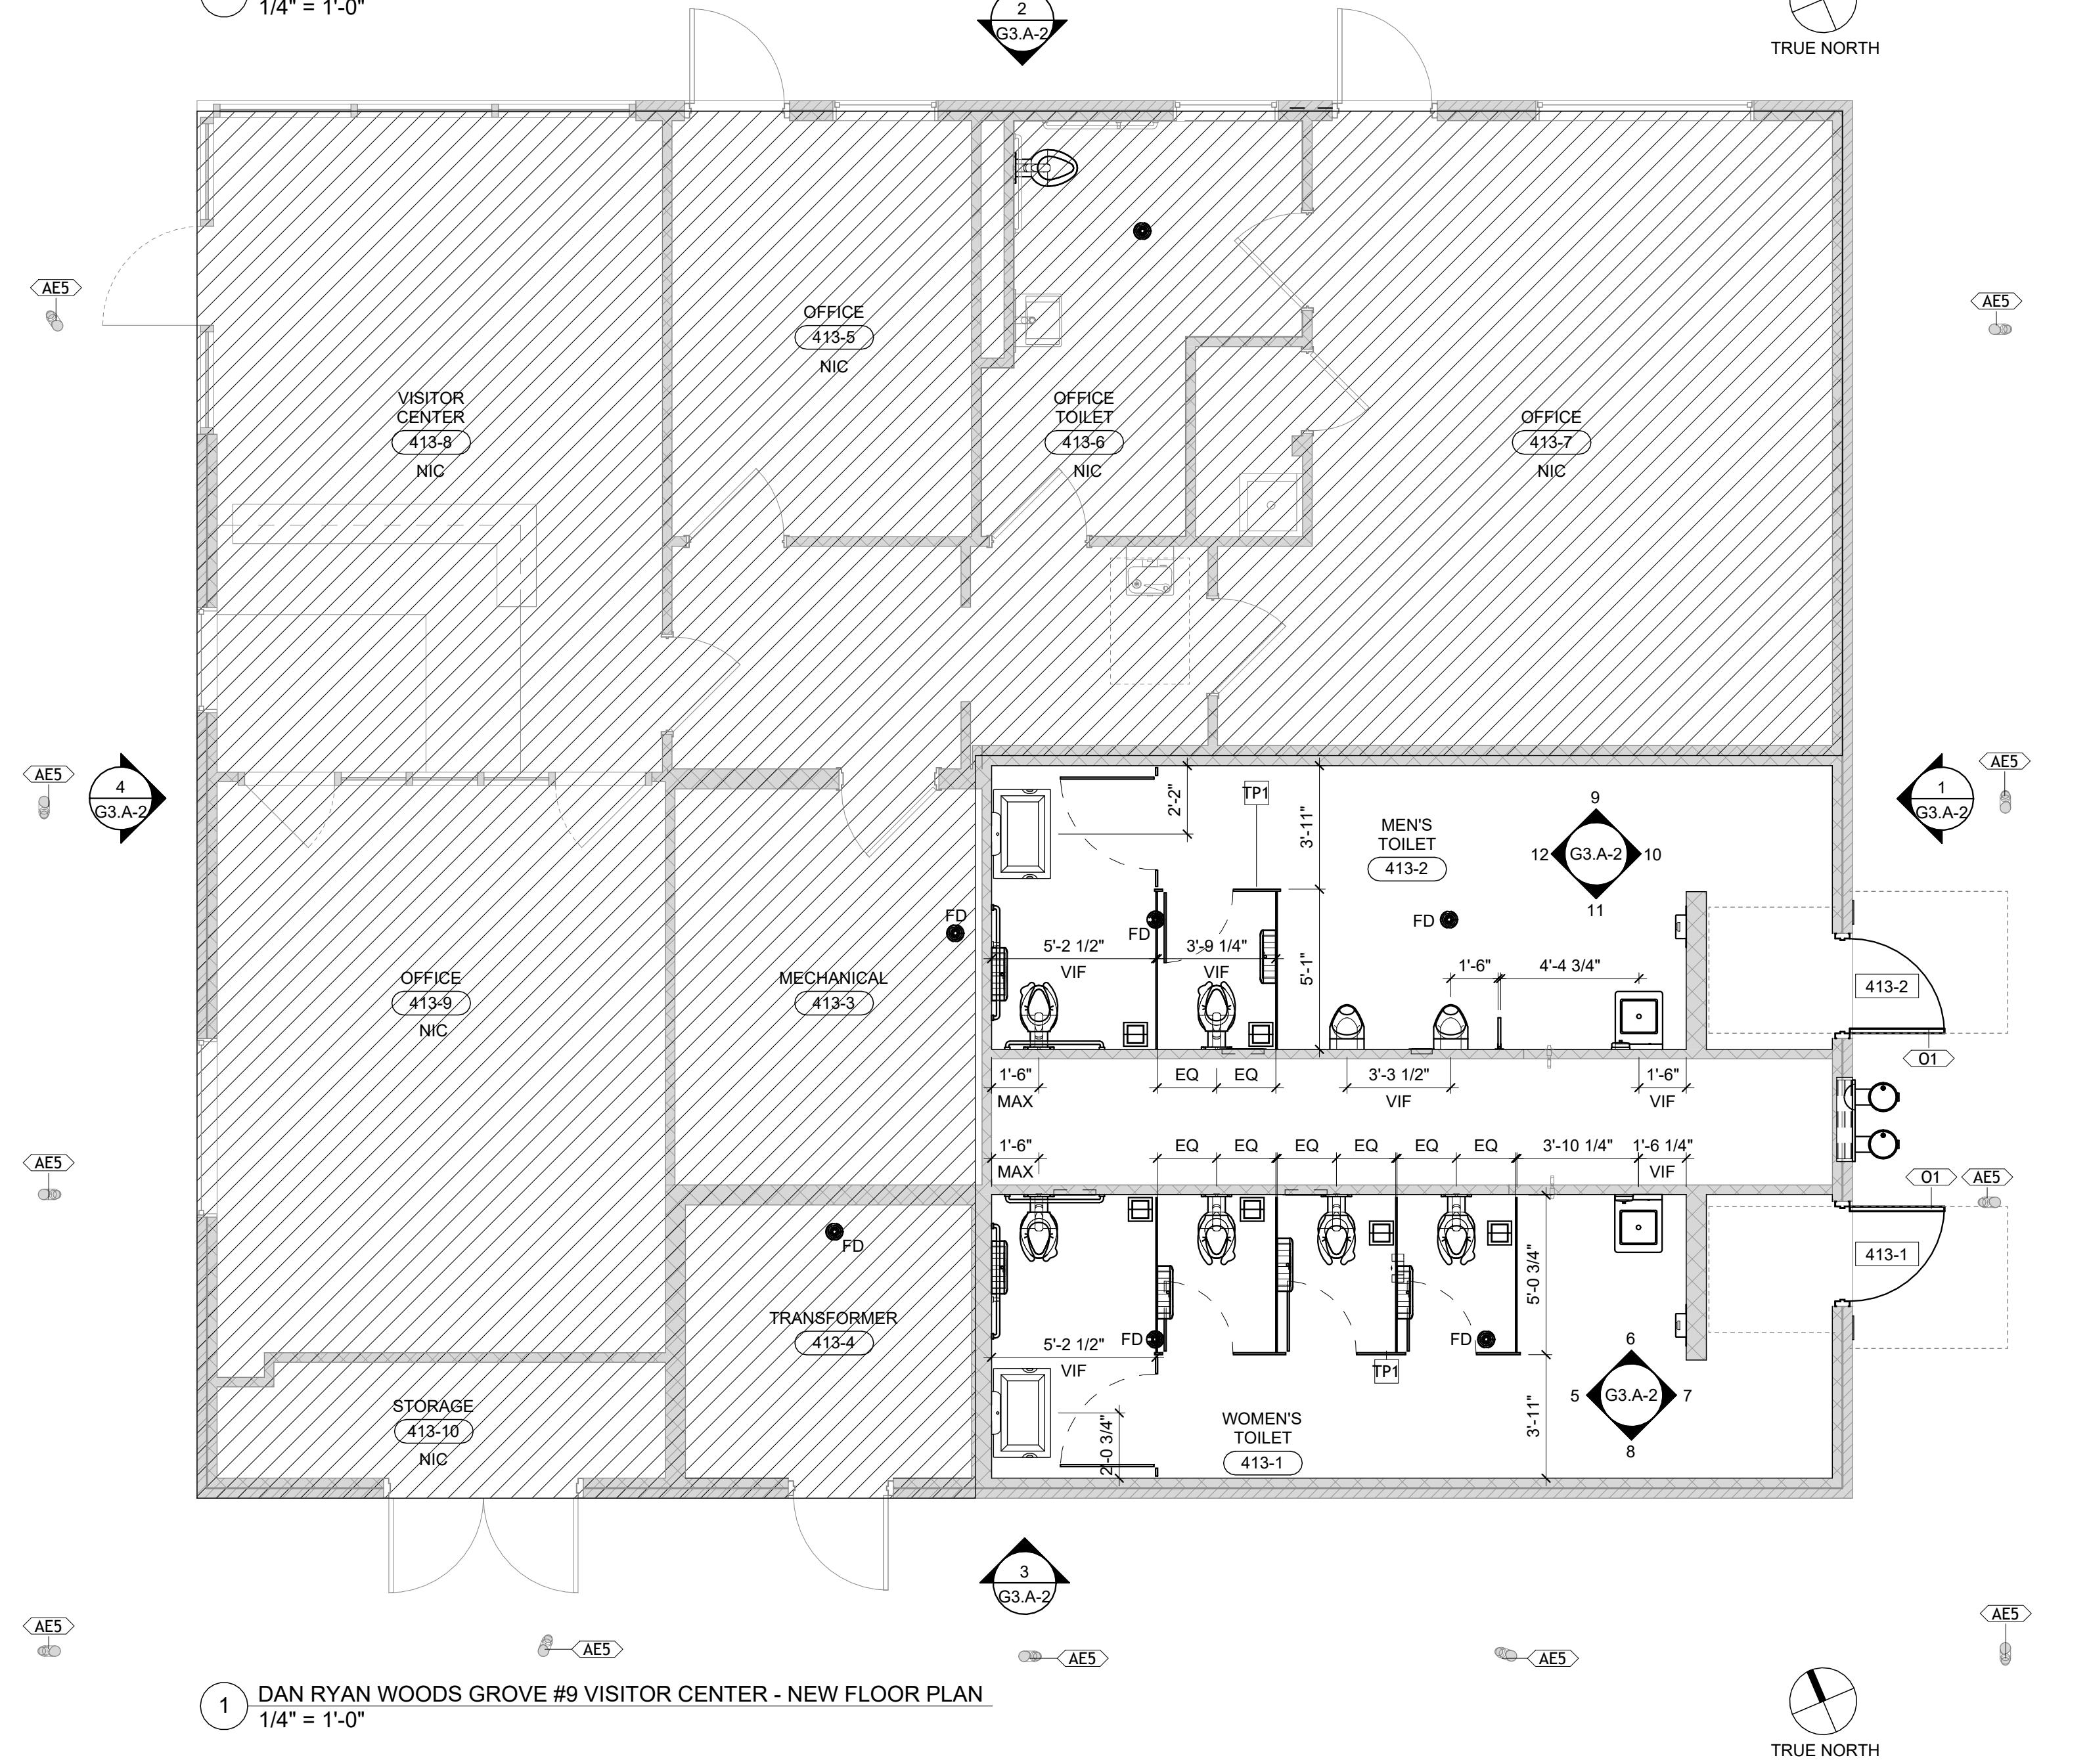 1/4" = 1'-0"
2
G3.A-2
TRUE NORTH
AE5
AE5
OFFICE
413-5
NIC
VISITOR
CENTER
413-8
NIC
OFFICE
TOILET
413-6
NIC
OFFICE
413-7
NIC
AE5
4
G3.A-2
AE5
1
G3.A-2
2'-2"
TP1
3'-11"
MEN'S
TOILET
413-2
9
12
G3.A-2
10
11
FD
FD
FD
5'-2 1/2"
VIF
3'-9 1/4"
VIF
5'-1"
1'-6"
4'-4 3/4"
OFFICE
413-9
NIC
MECHANICAL
413-3
413-2
O1
1'-6"
MAX
EQ
EQ
3'-3 1/2"
VIF
1'-6"
VIF
AE5
1'-6"
MAX
EQ
EQ
EQ
EQ
EQ
EQ
3'-10 1/4"
1'-6 1/4"
VIF
O1
AE5
FD
413-1
5'-0 3/4"
TRANSFORMER
413-4
5'-2 1/2"
VIF
FD
FD
TP1
6
5
G3.A-2
7
8
STORAGE
413-10
NIC
2'-0 3/4"
WOMEN'S
TOILET
413-1
3'-11"
3
G3.A-2
AE5
AE5
AE5
AE5
AE5
1
DAN RYAN WOODS GROVE #9 VISITOR CENTER - NEW FLOOR PLAN
1/4" = 1'-0"
TRUE NORTH